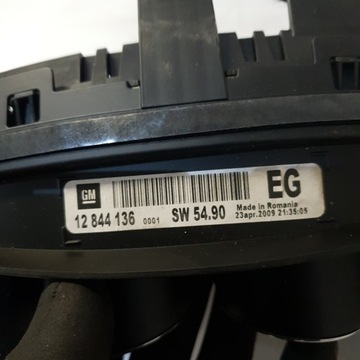 GM
EG
12 844 136 0001 SW 54.90
Made in Romania
23apr.2009 21:35:05